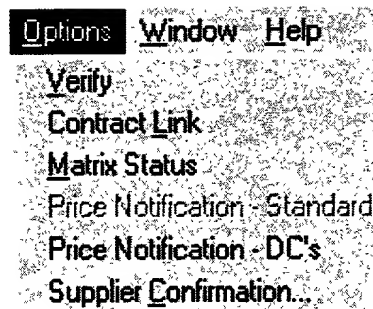 Options Window Help
Verify
Contract Link
Matrix Status
Price Notification - Standard
Price Notification - DC's
Supplier Confirmation...